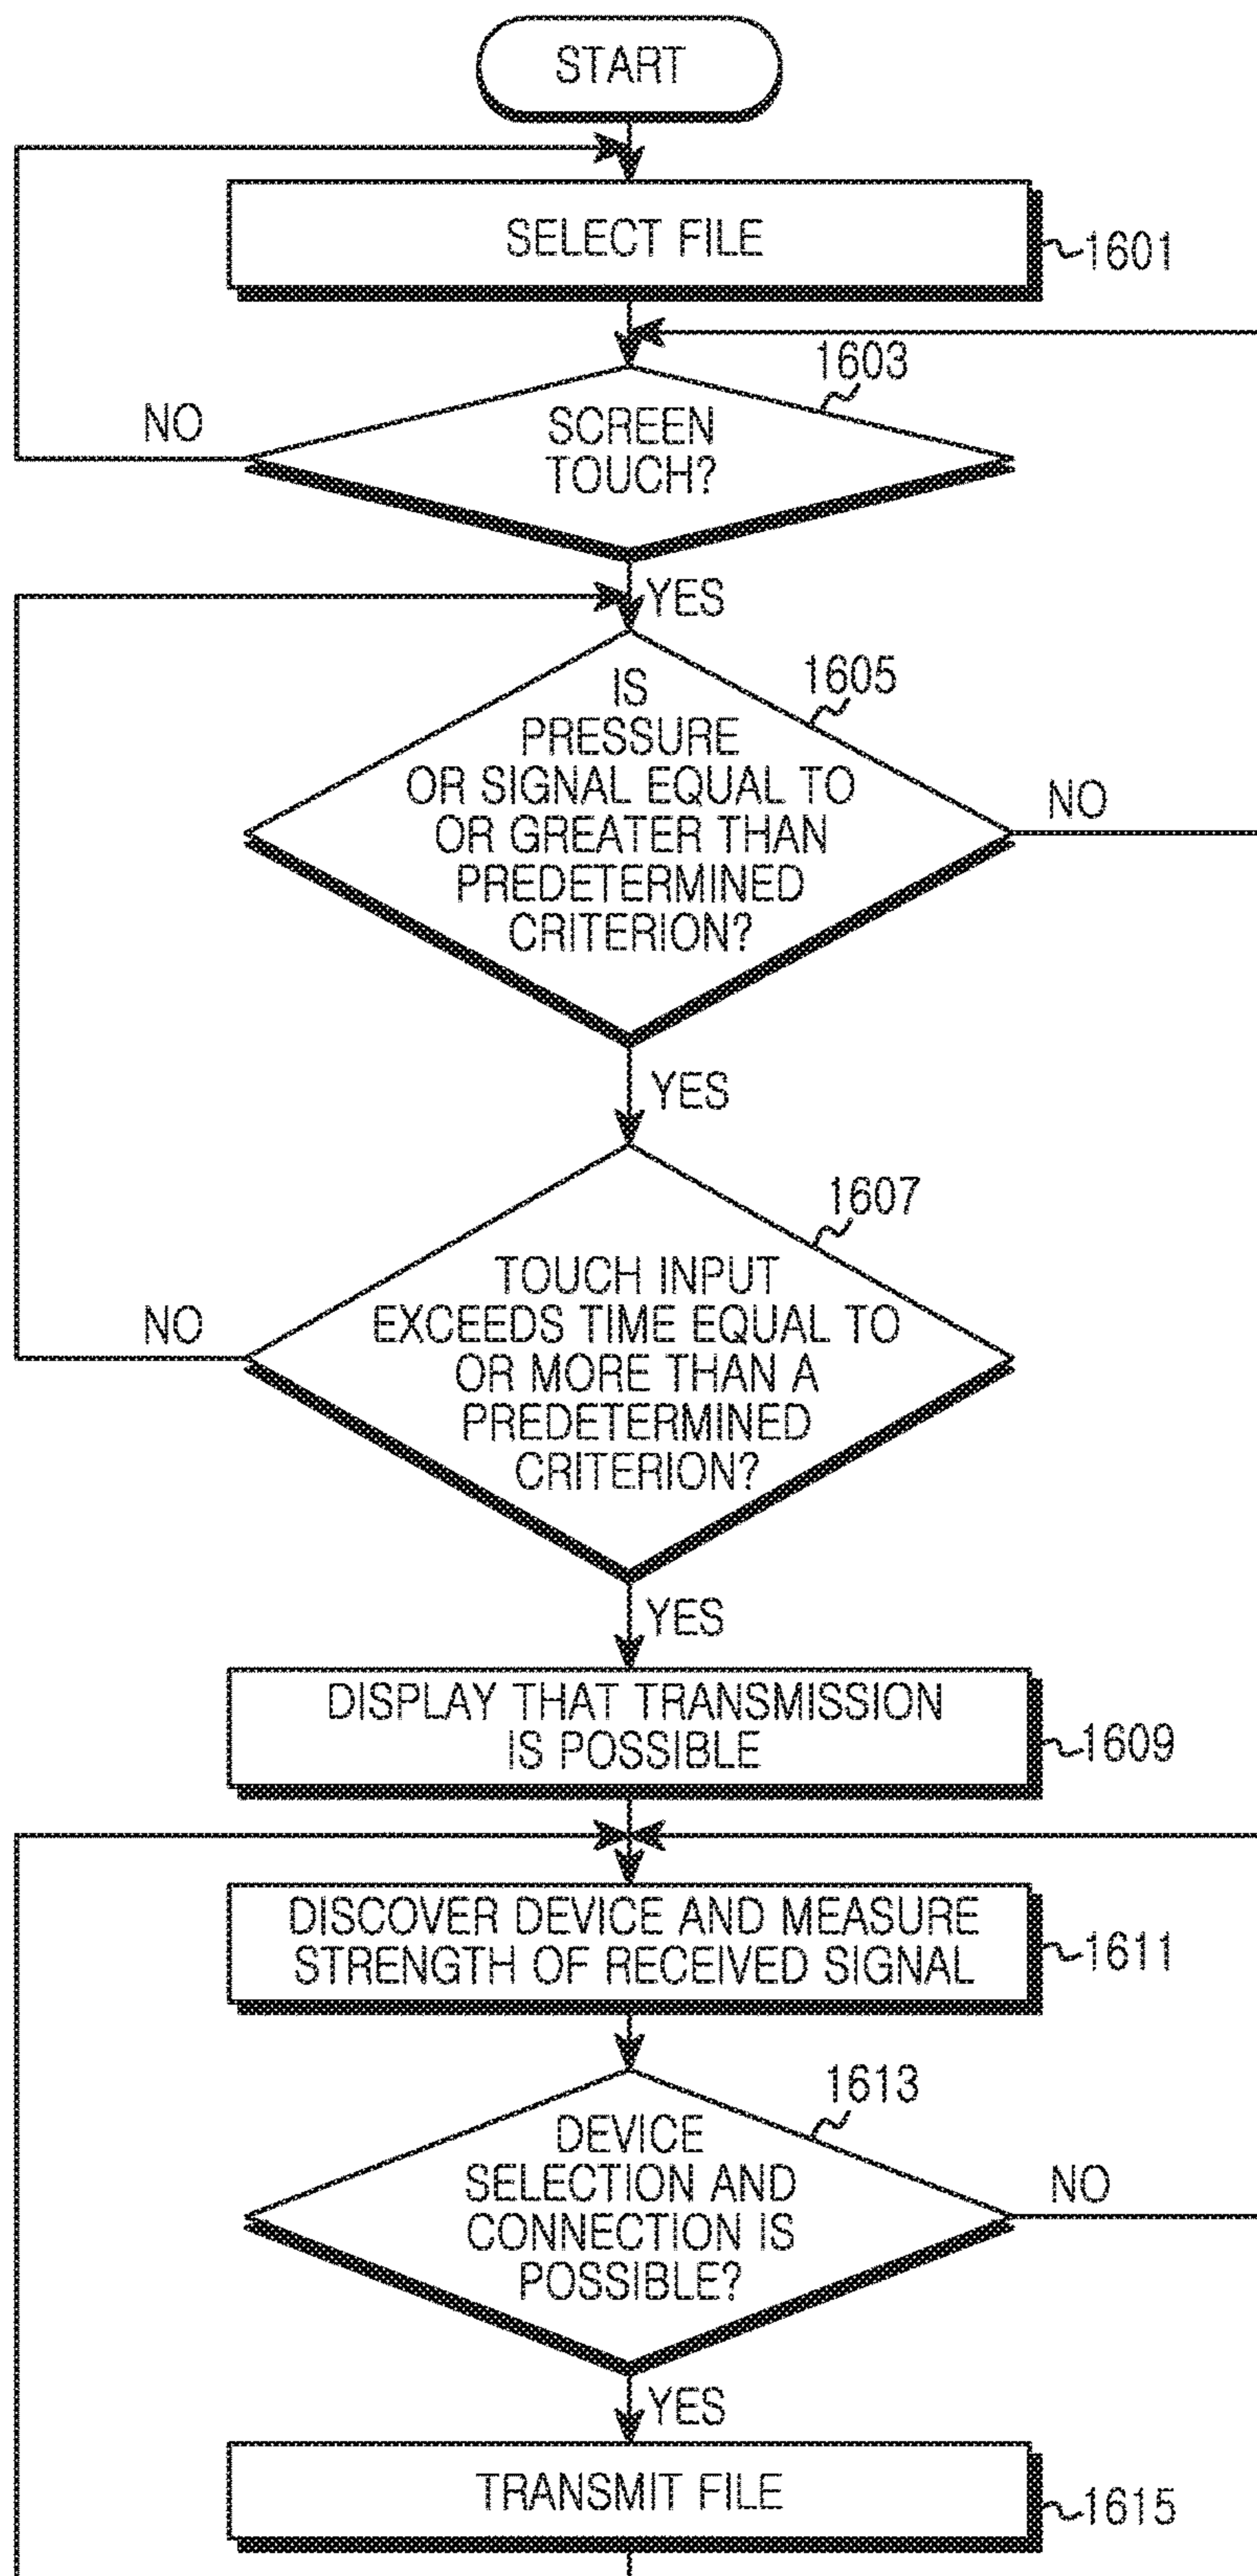 START
SELECT FILE
1601
1603
NO
SCREEN
TOUCH?
YES
1605
IS
PRESSURE
OR SIGNAL EQUAL TO
OR GREATER THAN
PREDETERMINED
CRITERION?
NO
YES
1607
TOUCH INPUT
EXCEEDS TIME EQUAL TO
OR MORE THAN A
PREDETERMINED
CRITERION?
NO
YES
DISPLAY THAT TRANSMISSION
IS POSSIBLE
1609
DISCOVER DEVICE AND MEASURE
STRENGTH OF RECEIVED SIGNAL
1611
1613
DEVICE
SELECTION AND
CONNECTION IS
POSSIBLE?
NO
YES
TRANSMIT FILE
1615